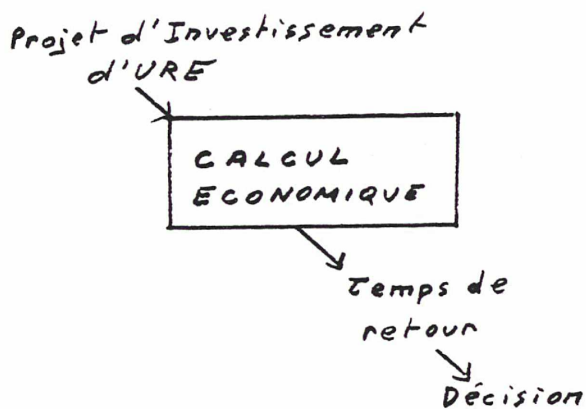 Projet d'Investissement
d'URE
CALCUL
ECONOMIQUE
Temps de
retour
Décision